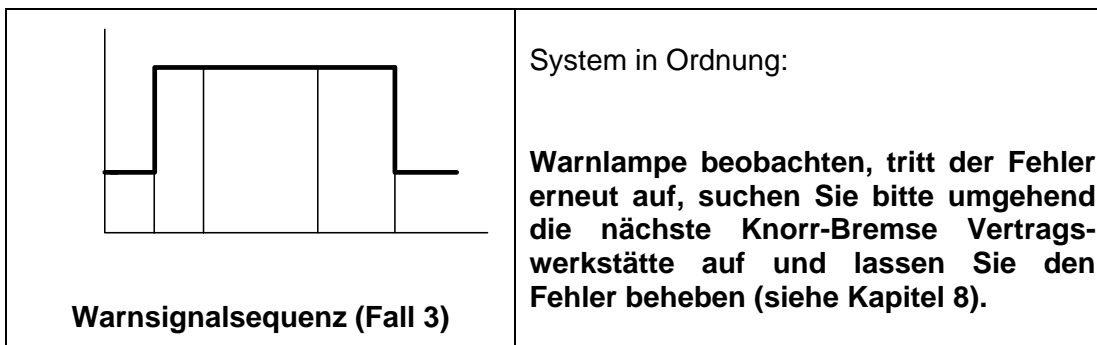 System in Ordnung:
Warnlampe beobachten, tritt der Fehler
erneut auf, suchen Sie bitte umgehend
die nächste Knorr-Bremse Vertrags-
werkstätte auf und lassen Sie den
Fehler beheben (siehe Kapitel 8).
Warnsignalsequenz (Fall 3)